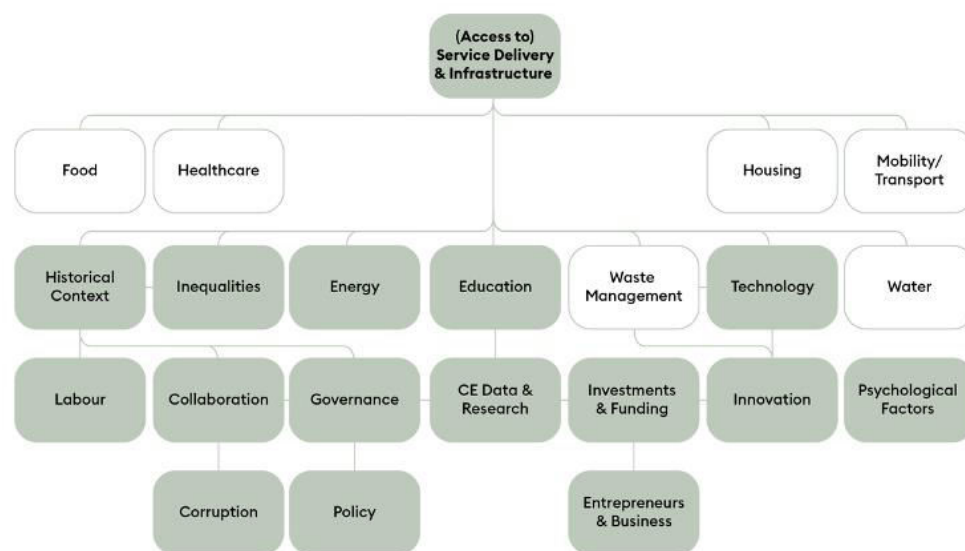 (Access to)
Service Delivery
& Infrastructure
Food
Healthcare
Housing
Mobility/
Transport
Historical
Context
Inequalities
Energy
Education
Waste
Management
Technology
Water
Labour
Collaboration
Governance
CE Data &
Research
Investments
& Funding
Innovation
Psychological
Factors
Corruption
Policy
Entrepreneurs
& Business